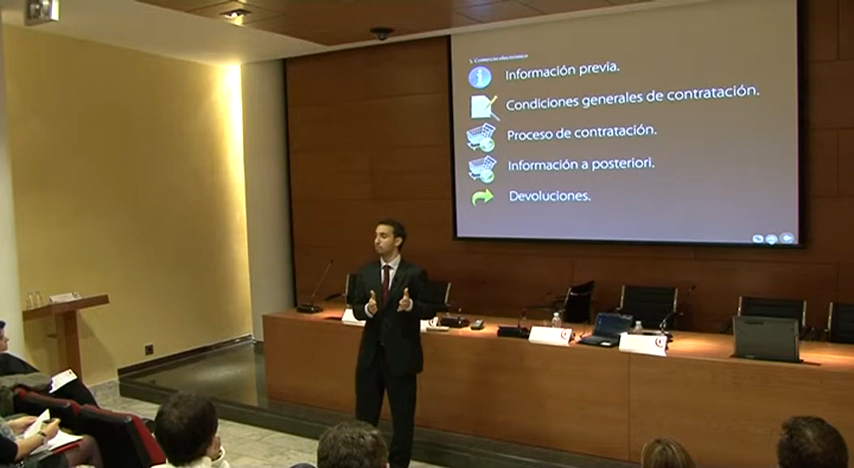 Información previa.
Condiciones generales de contratación.
Proceso de contratación.
Información a posteriori.
Devoluciones.